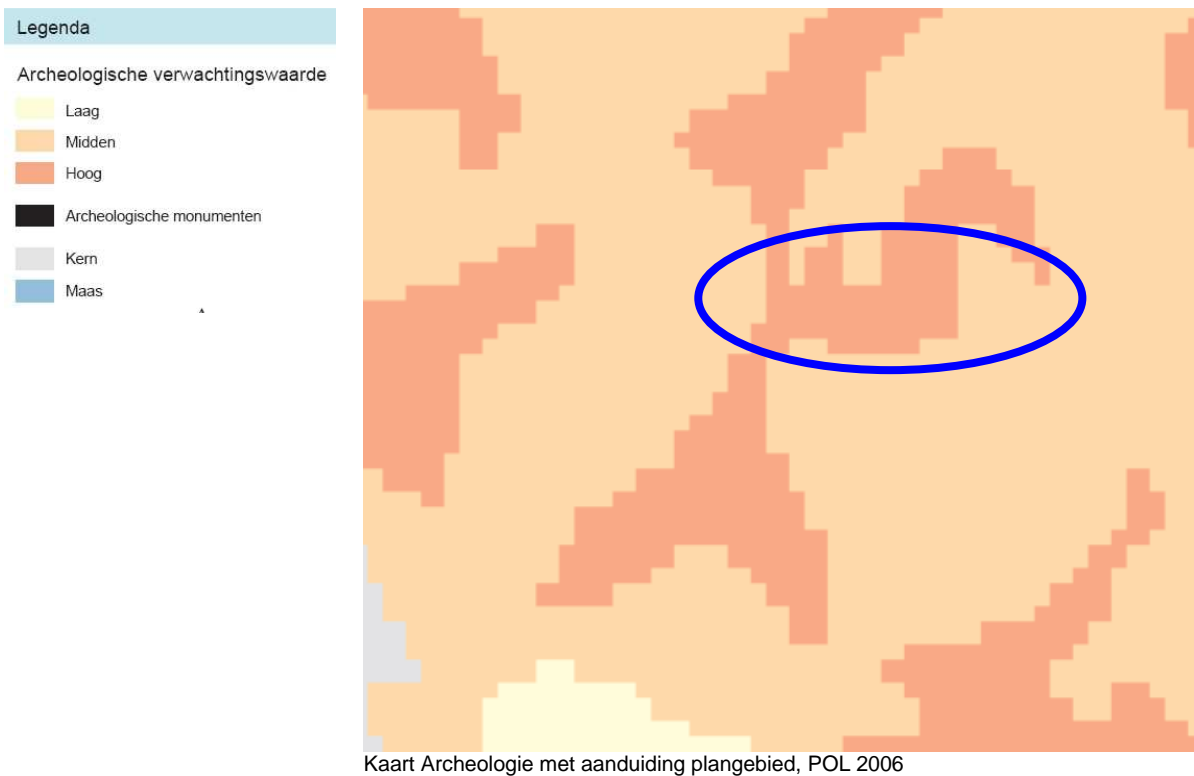 Legenda
Archeologische verwachtingswaarde
Laag
Midden
Hoog
Archeologische monumenten
Kern
Maas
Kaart Archeologie met aanduiding plangebied, POL 2006